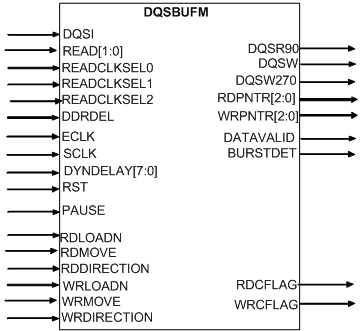 DQSBUFM
DQSI
READ[1:0]
READCLKSEL0
READCLKSEL1
READCLKSEL2
DDRDEL
ECLK
SCLK
DYNDELAY[7:0]
RST
PAUSE
RDLOADN
RDMOVE
RDDIRECTION
WRLOADN
WRMOVE
WRDIRECTION
DQSR90
DQSW
DQSW270
RDPNTR[2:0]
WRPNTR[2:0]
DATAVALID
BURSTDET
RDCFLAG
WRCFLAG